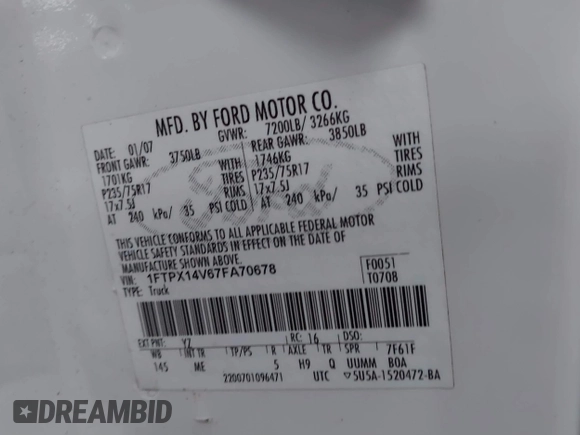 MFD. BY FORD MOTOR CO.
DATE: 01/07 GVWR: 7200LB/ 3266KG
FRONT GAWR: 3750LB REAR GAWR: 3850LB
1701KG WITH 1746KG WITH
P235/75R17 TIRES P235/75R17 TIRES
17x7.5J RIMS 17x7.5J RIMS
AT 240 kPa/ 35 PSI COLD AT 240 kPa/ 35 PSI COLD
THIS VEHICLE CONFORMS TO ALL APPLICABLE FEDERAL MOTOR
VEHICLE SAFETY STANDARDS IN EFFECT ON THE DATE OF
MANUFACTURE SHOWN ABOVE.
VIN: 1FTPX14V67FA70678 F0051
TYPE: Truck T0708
EXT PNT: YZ RC: 16 DSO:
WB INT TR TP/PS R AXLE TR SPR 7F61F
145 ME 5 H9 Q UUMM BOA
2200701096471 UTC 5U5A-1520472-BA
Ford
DREAMBID